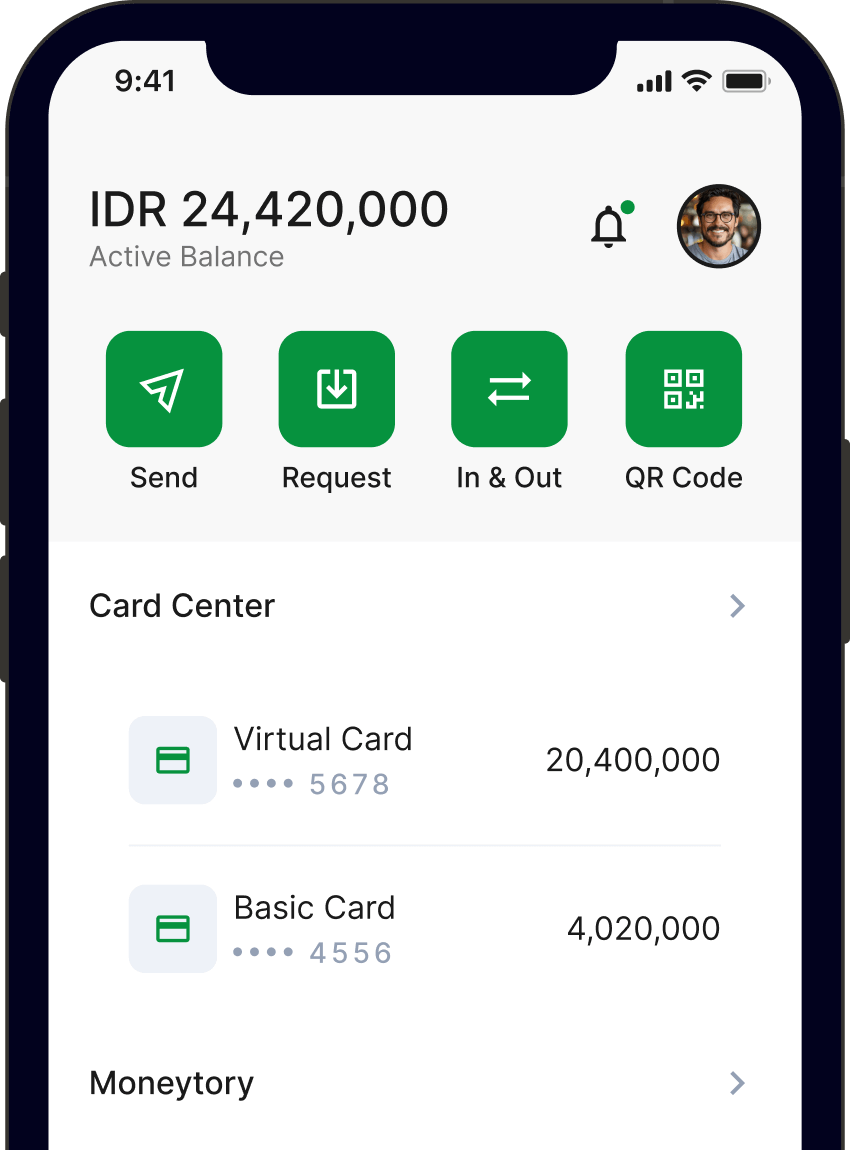 9:41
IDR 24,420,000
Active Balance
Send
Request
In & Out
QR Code
Card Center
Virtual Card
•••• 5678
20,400,000
Basic Card
•••• 4556
4,020,000
Moneytory